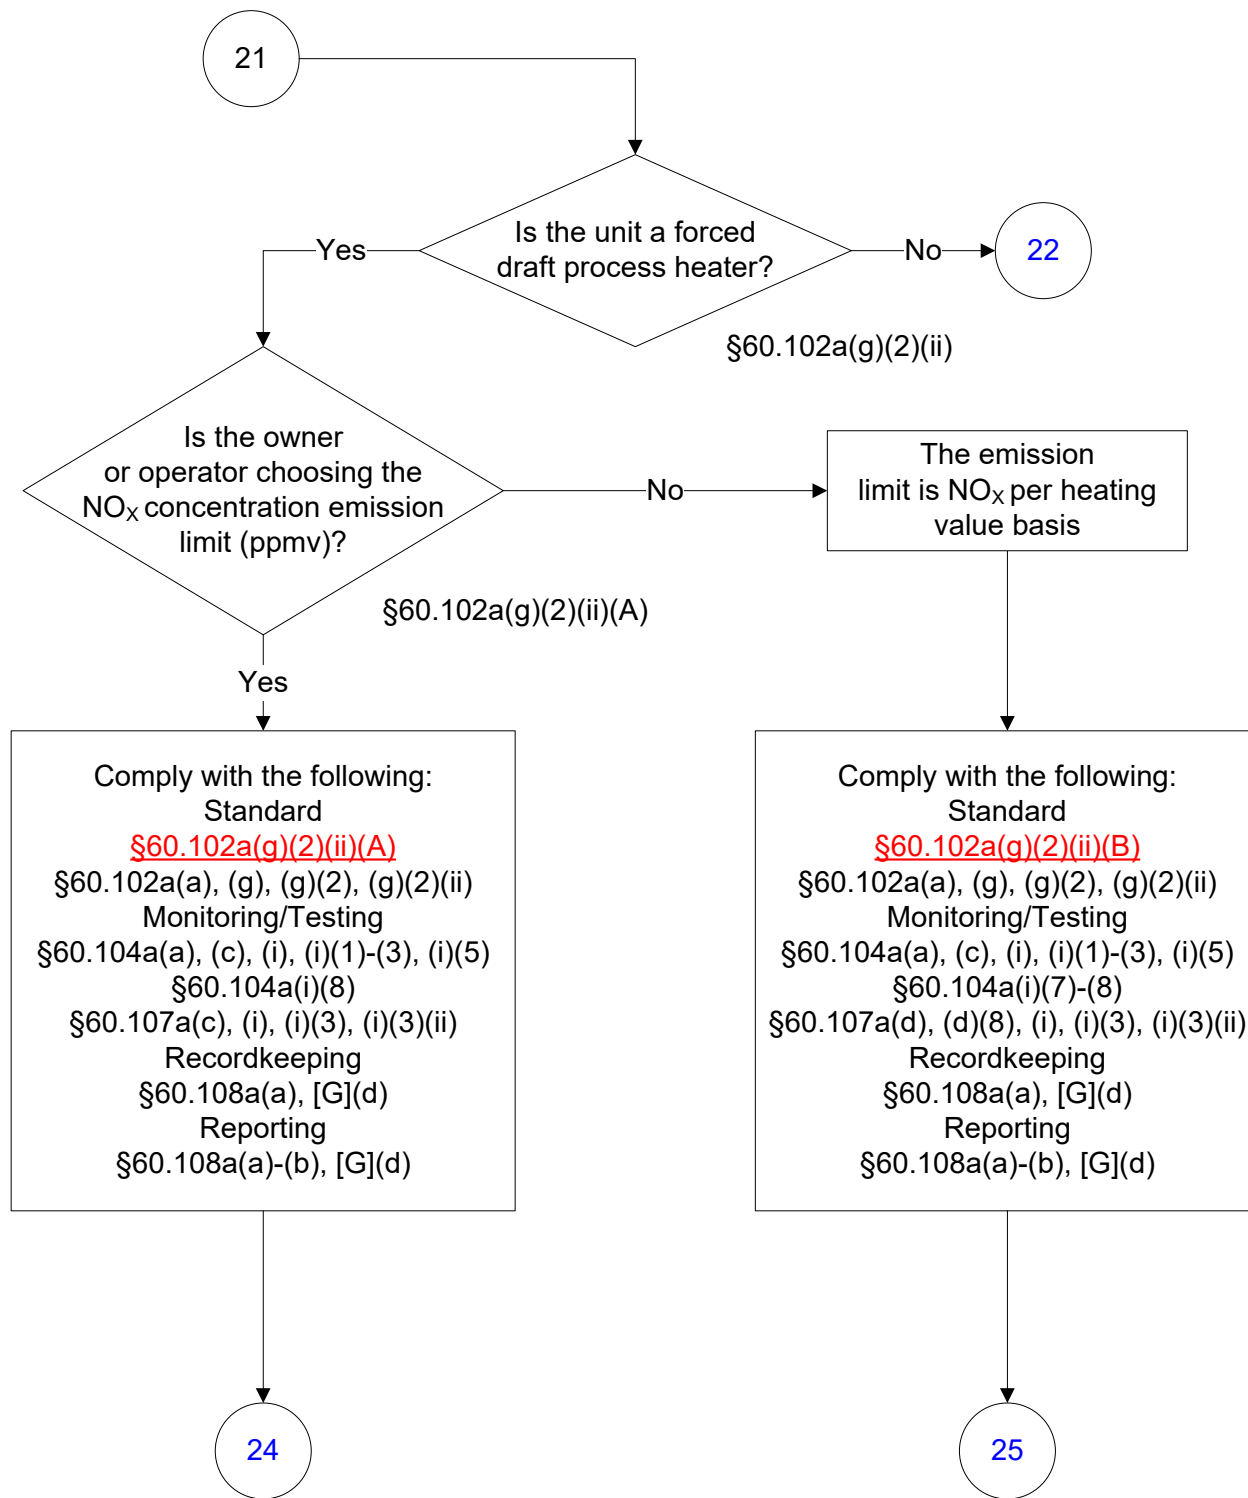 21
Is the unit a forced
draft process heater?
Yes
No
22
§60.102a(g)(2)(ii)
Is the owner
or operator choosing the
NOX concentration emission
limit (ppmv)?
No
The emission
limit is NOX per heating
value basis
§60.102a(g)(2)(ii)(A)
Yes
Comply with the following:
Standard
§60.102a(g)(2)(ii)(A)
§60.102a(a), (g), (g)(2), (g)(2)(ii)
Monitoring/Testing
§60.104a(a), (c), (i), (i)(1)-(3), (i)(5)
§60.104a(i)(8)
§60.107a(c), (i), (i)(3), (i)(3)(ii)
Recordkeeping
§60.108a(a), [G](d)
Reporting
§60.108a(a)-(b), [G](d)
Comply with the following:
Standard
§60.102a(g)(2)(ii)(B)
§60.102a(a), (g), (g)(2), (g)(2)(ii)
Monitoring/Testing
§60.104a(a), (c), (i), (i)(1)-(3), (i)(5)
§60.104a(i)(7)-(8)
§60.107a(d), (d)(8), (i), (i)(3), (i)(3)(ii)
Recordkeeping
§60.108a(a), [G](d)
Reporting
§60.108a(a)-(b), [G](d)
24
25